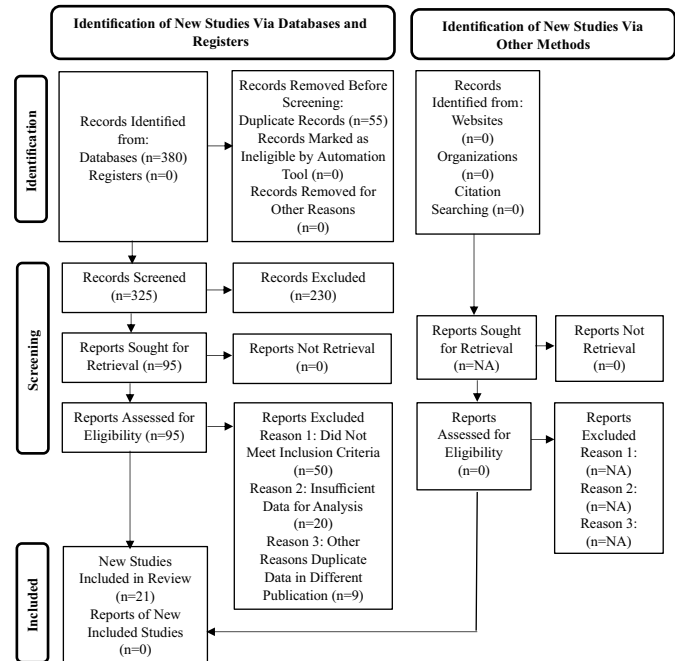 Identification of New Studies Via Databases and
Registers
Identification of New Studies Via
Other Methods
Identification
Records Identified
from:
Databases (n=380)
Registers (n=0)
Records Removed Before
Screening:
Duplicate Records (n=55)
Records Marked as
Ineligible by Automation
Tool (n=0)
Records Removed for
Other Reasons
(n=0)
Records
Identified from:
Websites
(n=0)
Organizations
(n=0)
Citation
Searching (n=0)
Screening
Records Screened
(n=325)
Records Excluded
(n=230)
Reports Sought for
Retrieval (n=95)
Reports Not Retrieval
(n=0)
Reports Sought
for Retrieval
(n=NA)
Reports Not
Retrieval
(n=0)
Reports Assessed for
Eligibility (n=95)
Reports Excluded
Reason 1: Did Not
Meet Inclusion Criteria
(n=50)
Reason 2: Insufficient
Data for Analysis
(n=20)
Reason 3: Other
Reasons Duplicate
Data in Different
Publication (n=9)
Reports
Assessed for
Eligibility
(n=0)
Reports
Excluded
Reason 1:
(n=NA)
Reason 2:
(n=NA)
Reason 3:
(n=NA)
Included
New Studies
Included in Review
(n=21)
Reports of New
Included Studies
(n=0)